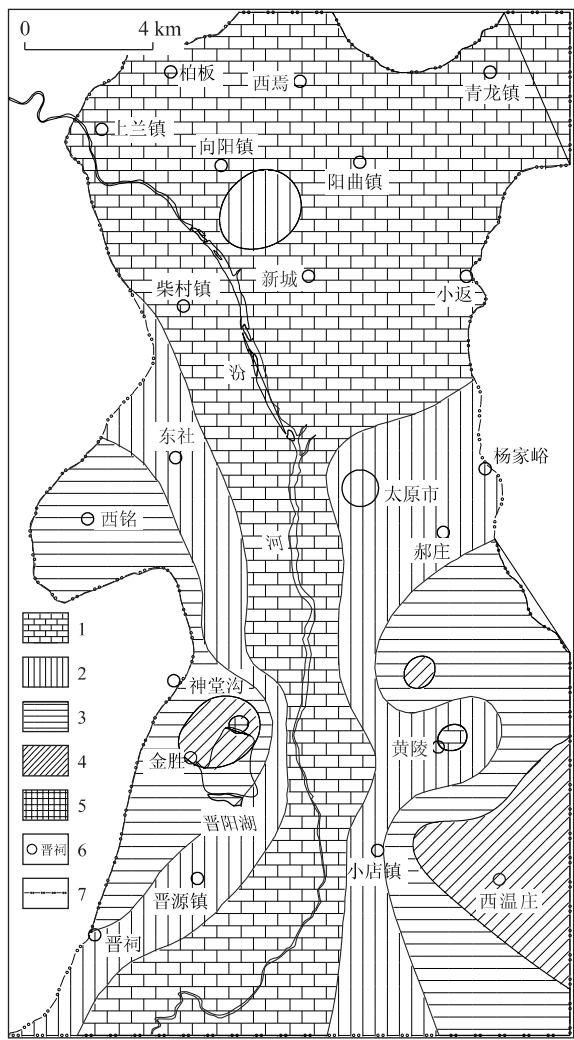 0 4 km
柏板
西焉
青龙镇
上兰镇
向阳镇
阳曲镇
新城
小返
柴村镇
汾
东社
杨家峪
太原市
西铭
河
郝庄
1
2
神堂沟
3
黄陵
金胜
4
5
晋阳湖
晋祠 6
小店镇
晋源镇
西温庄
7
晋祠